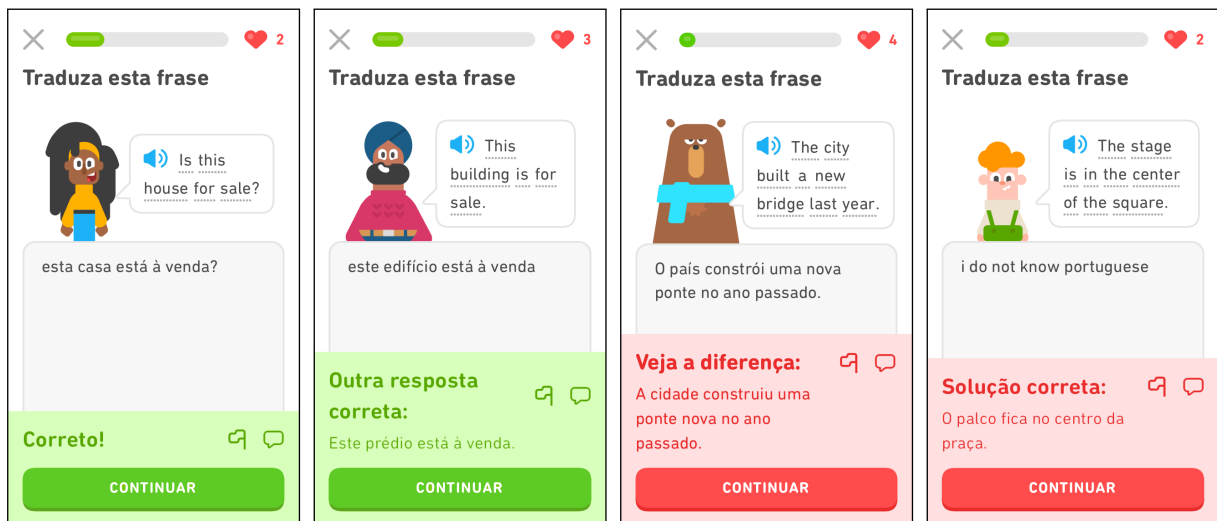 2
Traduza esta frase
Is this
house for sale?
esta casa está à venda?
Correto!
CONTINUAR
3
Traduza esta frase
This
building is for
sale.
este edifício está à venda
Outra resposta
correta:
Este prédio está à venda.
CONTINUAR
4
Traduza esta frase
The city
built a new
bridge last year.
O país constrói uma nova
ponte no ano passado.
Veja a diferença:
A cidade construiu uma
ponte nova no ano
passado.
CONTINUAR
2
Traduza esta frase
The stage
is in the center
of the square.
i do not know portuguese
Solução correta:
O palco fica no centro da
praça.
CONTINUAR